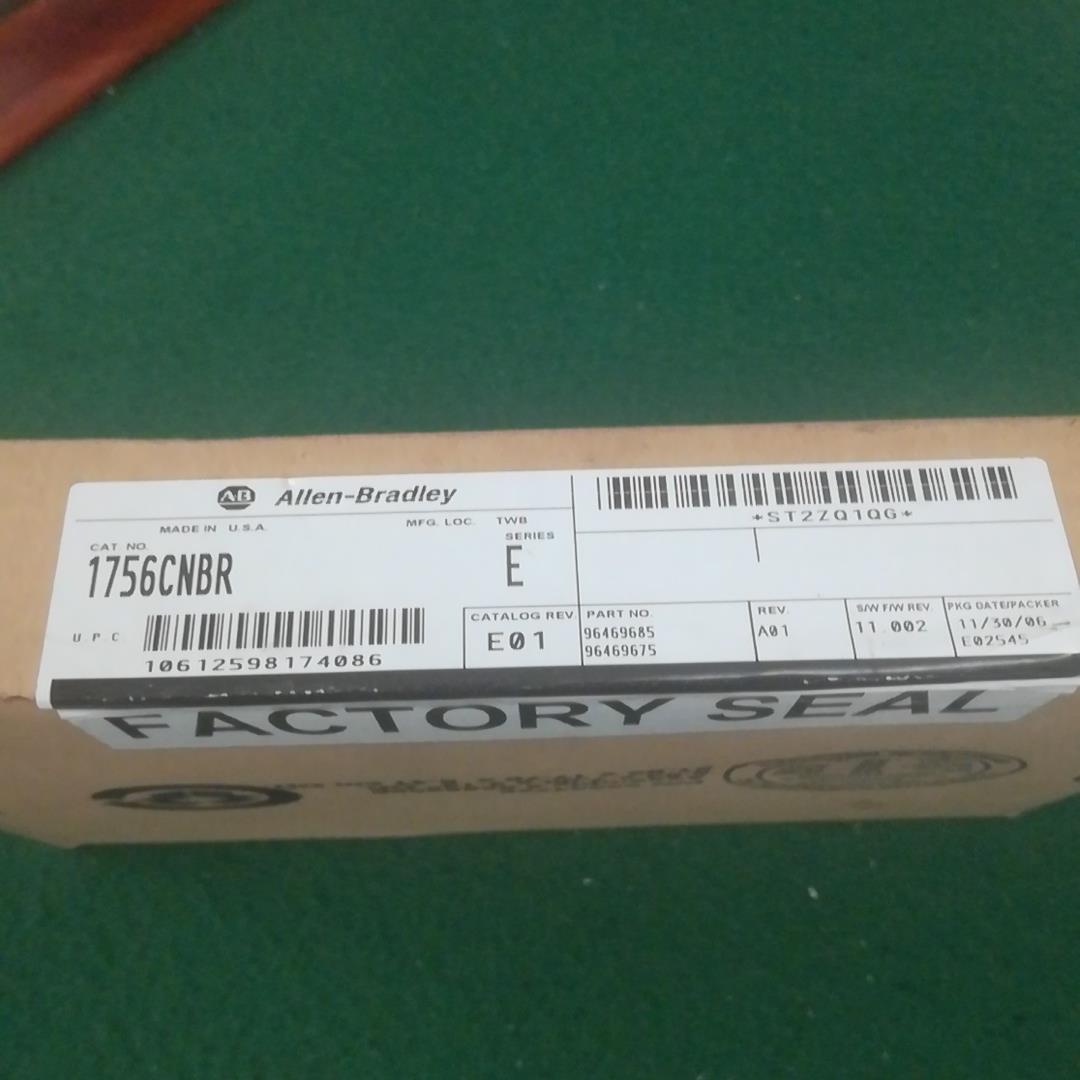 AB Allen-Bradley
MADE IN U.S.A.
MFG. LOC. TWB
CAT NO.
1756CNBR
SERIES
E
UPC
10612598174086
CATALOG REV.
E01
*ST2ZQ1QG*
PART NO.
96469685
96469675
REV.
A01
S/W F/W REV.
11.002
PKG DATE/PACKER
11/30/06
E02545
FACTORY SEAL